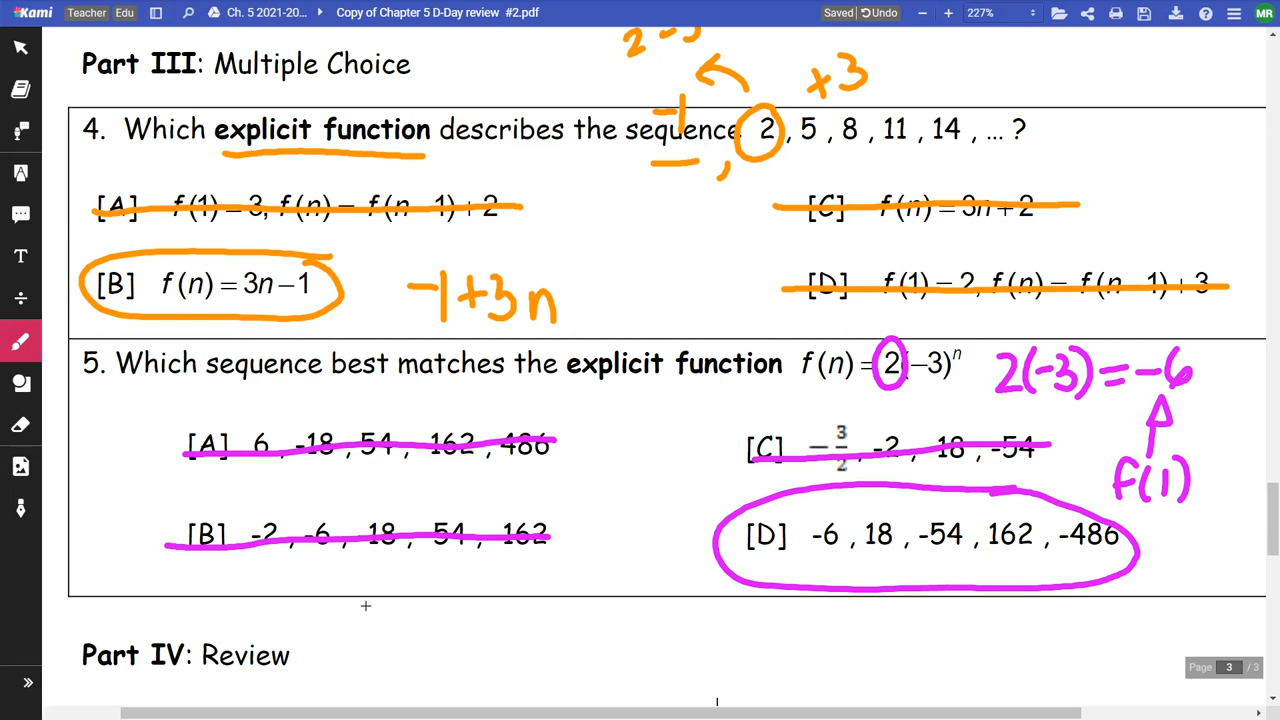 Kami Teacher Edu Ch. 5 2021-20... Copy of Chapter 5 D-Day review #2.pdf Saved Undo 227% MR
2 -3
Part III: Multiple Choice
+3
-1
4. Which explicit function describes the sequence 2 , 5 , 8 , 11 , 14 , ... ?
[A] f(1) = 3, f(n) = f(n-1) + 2 [C] f(n) = 3n + 2
[B] f(n) = 3n – 1 -1+3n [D] f(1) = 2, f(n) = f(n-1) + 3
5. Which sequence best matches the explicit function f(n) = 2(–3)ⁿ 2(-3) = -6
[A] 6 , -18, 54 , 162 , 486 [C] – 3/2 , -2 , 18 , -54
f(1)
[B] -2 , -6 , -18 , 54 , 162 [D] -6 , 18 , -54 , 162 , -486
Part IV: Review
Page 3 / 3